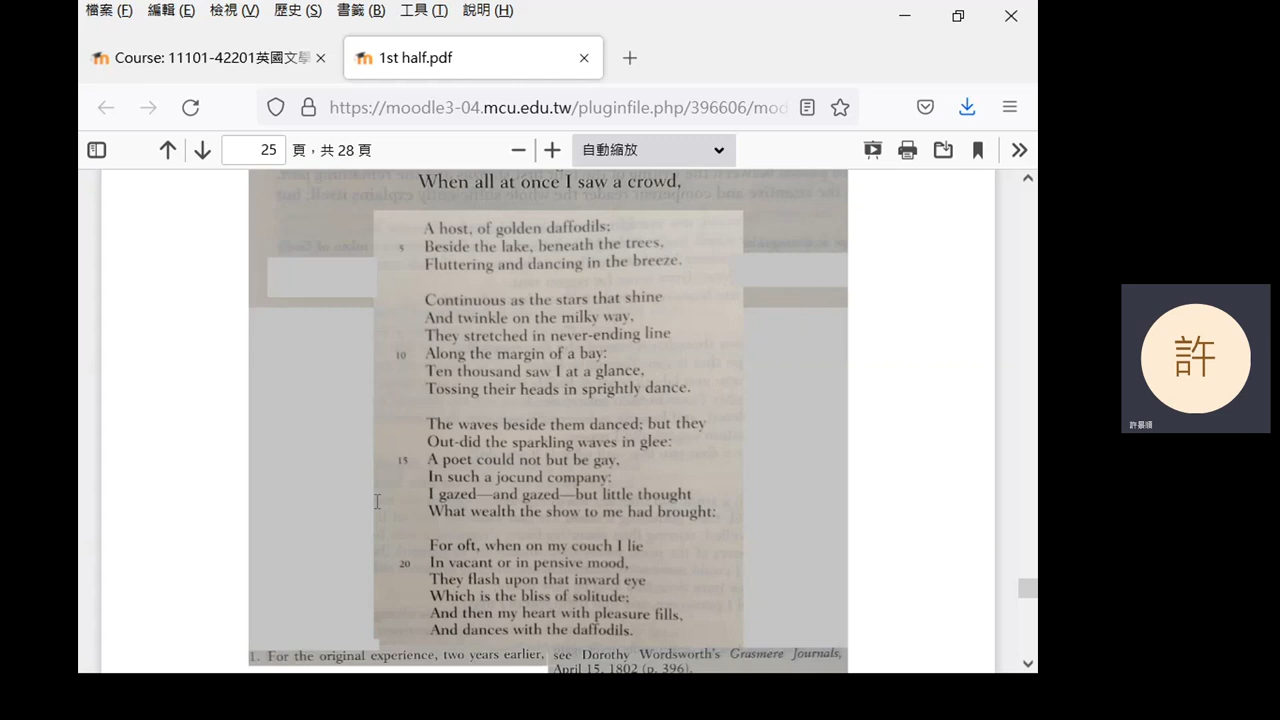 檔案 (F) 編輯 (E) 檢視 (V) 歷史 (S) 書籤 (B) 工具 (T) 說明 (H)
Course: 11101-42201英國文學
1st half.pdf
https://moodle3-04.mcu.edu.tw/pluginfile.php/396606/mod
25 頁，共 28 頁
自動縮放
When all at once I saw a crowd,
A host, of golden daffodils;
5 Beside the lake, beneath the trees,
Fluttering and dancing in the breeze.
Continuous as the stars that shine
And twinkle on the milky way,
They stretched in never-ending line
10 Along the margin of a bay:
Ten thousand saw I at a glance,
Tossing their heads in sprightly dance.
The waves beside them danced; but they
Out-did the sparkling waves in glee:
15 A poet could not but be gay,
In such a jocund company:
I gazed—and gazed—but little thought
What wealth the show to me had brought:
For oft, when on my couch I lie
20 In vacant or in pensive mood,
They flash upon that inward eye
Which is the bliss of solitude;
And then my heart with pleasure fills,
And dances with the daffodils.
1. For the original experience, two years earlier, see Dorothy Wordsworth's Grasmere Journals,
April 15, 1802 (p. 396).
許
許景順